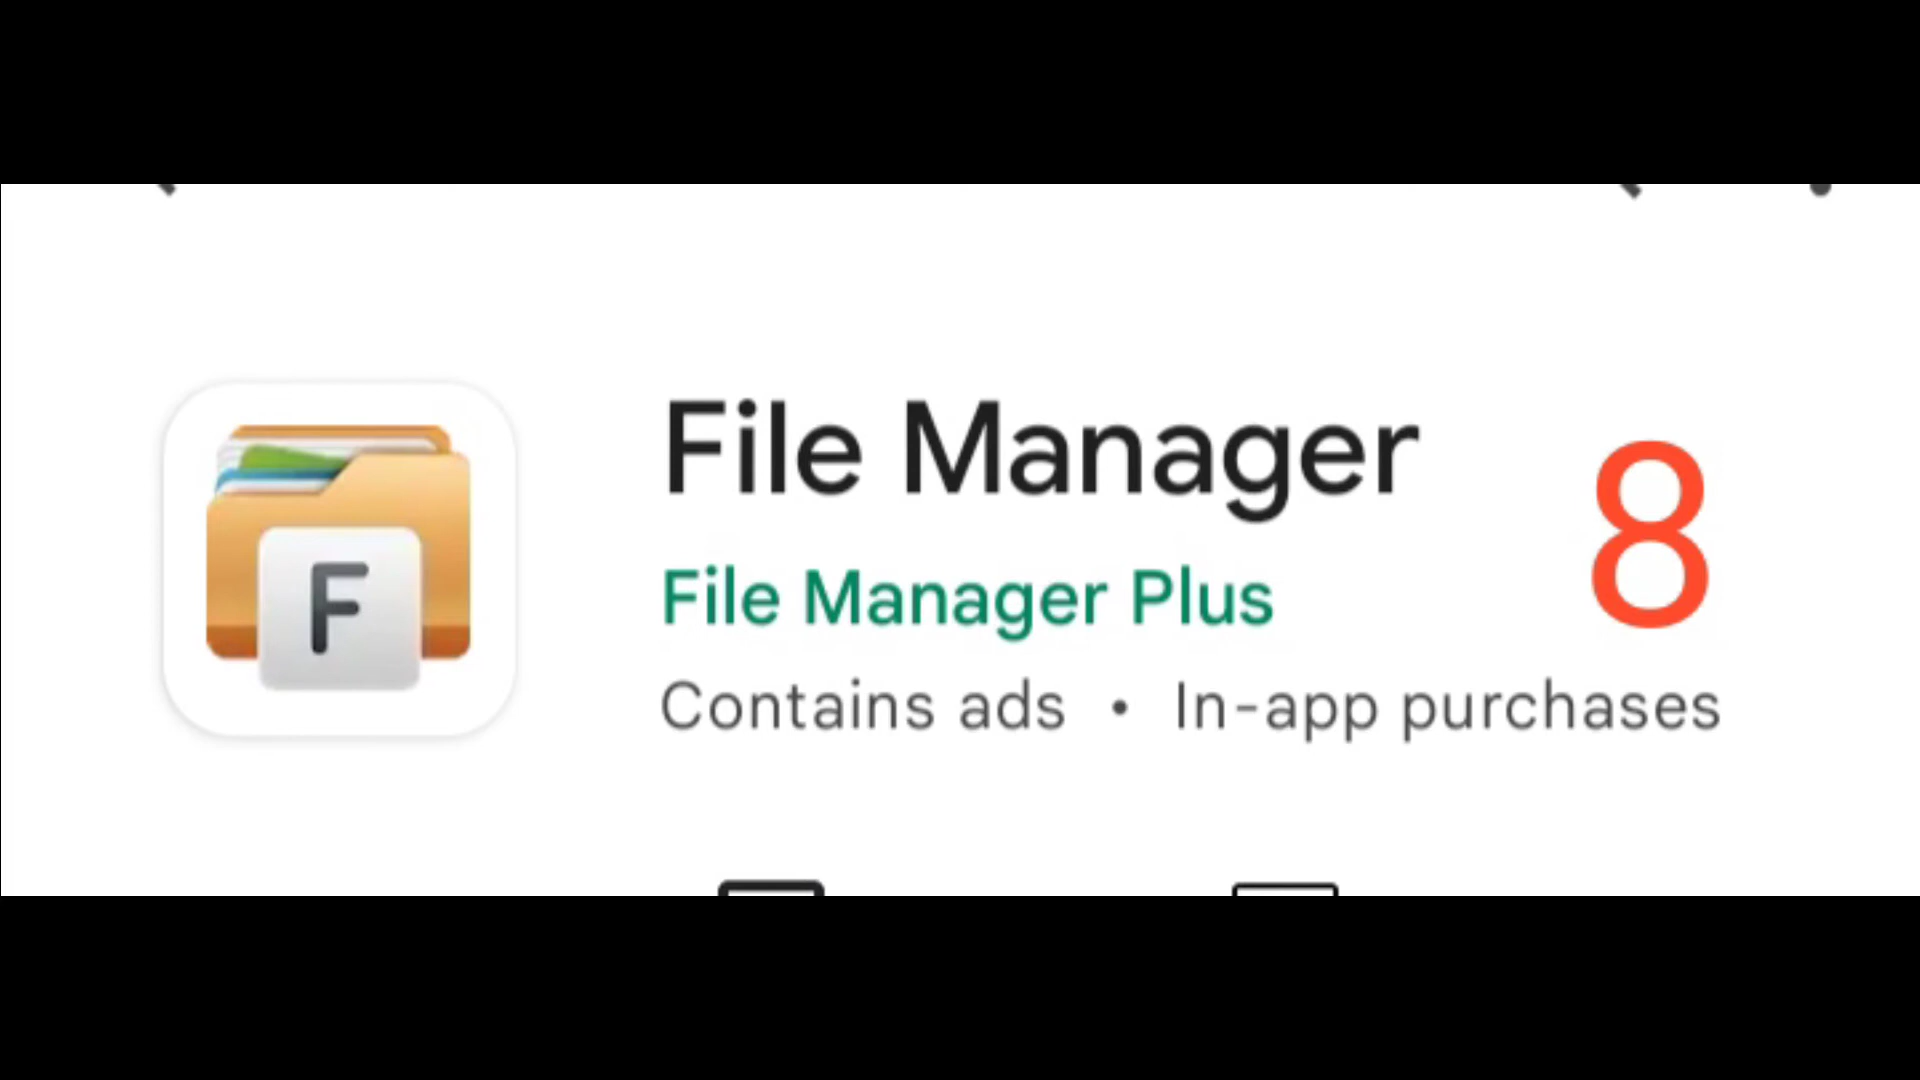 File Manager
8
File Manager Plus
Contains ads • In-app purchases
F